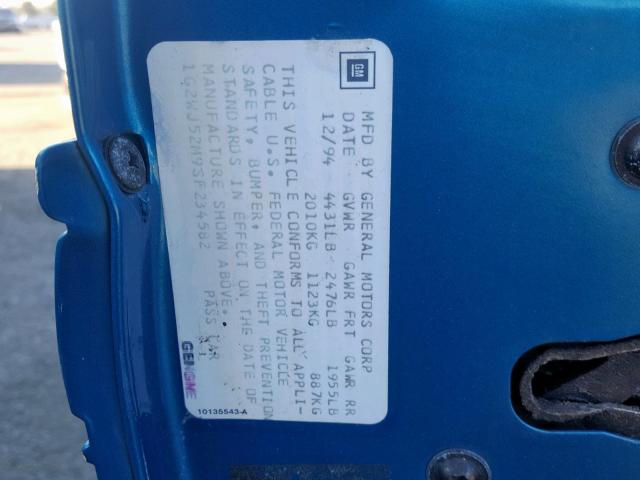 GM
MFD BY GENERAL MOTORS CORP
DATE GVWR GAWR FRT GAWR RR
12/94 4431LB 2476LB 1955LB
2010KG 1123KG 887KG
THIS VEHICLE CONFORMS TO ALL APPLI-
CABLE U.S. FEDERAL MOTOR VEHICLE
SAFETY, BUMPER, AND THEFT PREVENTION
STANDARDS IN EFFECT ON THE DATE OF
MANUFACTURE SHOWN ABOVE.
1G2WJ52M9SF234582 PASS CAR
10135543-A